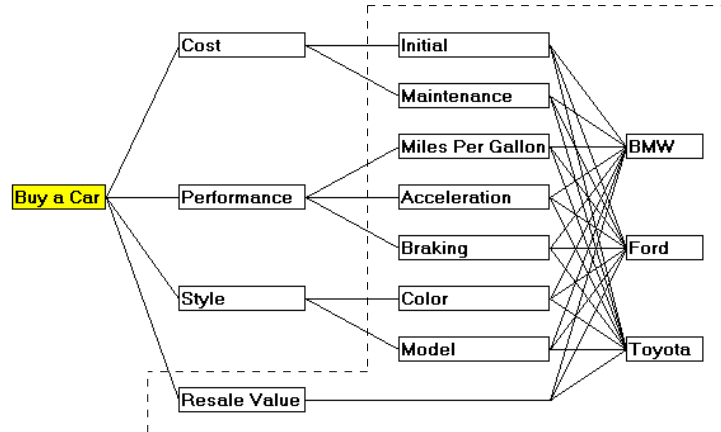 Buy a Car
Cost
Performance
Style
Resale Value
Initial
Maintenance
Miles Per Gallon
Acceleration
Braking
Color
Model
BMW
Ford
Toyota